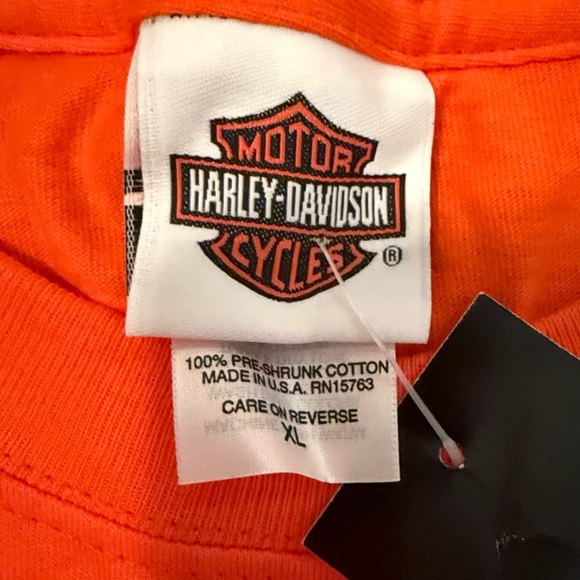 MOTOR
HARLEY-DAVIDSON
CYCLES
®
100% PRE-SHRUNK COTTON
MADE IN U.S.A. RN15763
CARE ON REVERSE
XL